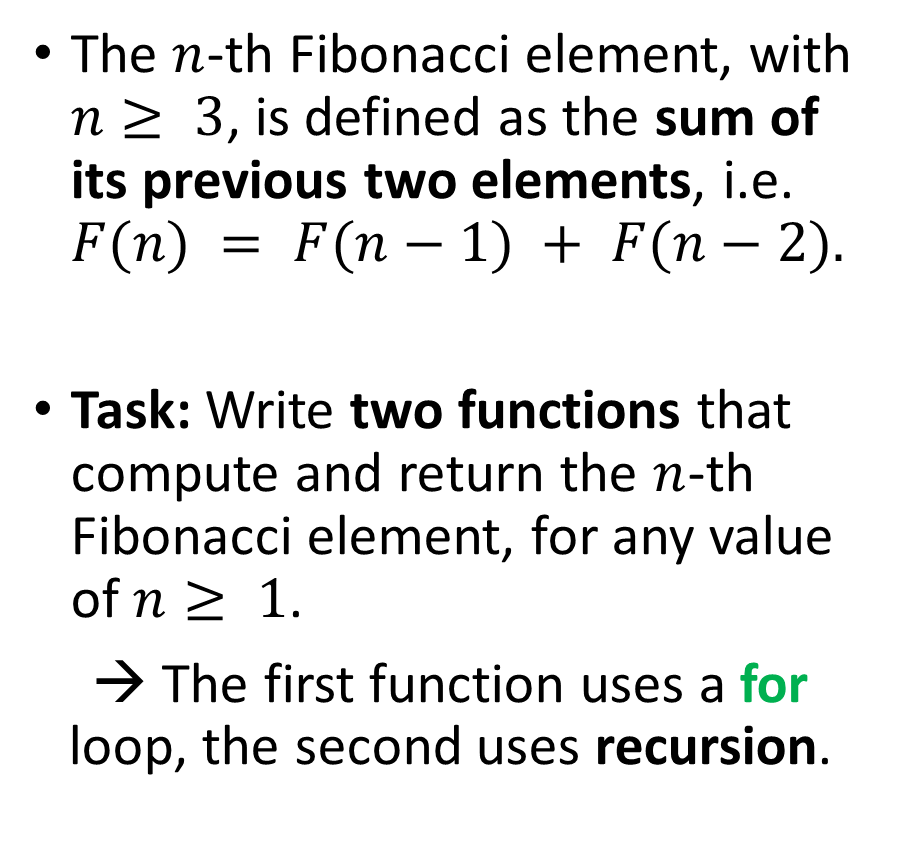 • The 𝑛-th Fibonacci element, with
𝑛 ≥ 3, is defined as the sum of
its previous two elements, i.e.
𝐹(𝑛) = 𝐹(𝑛 − 1) + 𝐹(𝑛 − 2).
• Task: Write two functions that
compute and return the 𝑛-th
Fibonacci element, for any value
of 𝑛 ≥ 1.
→ The first function uses a for
loop, the second uses recursion.